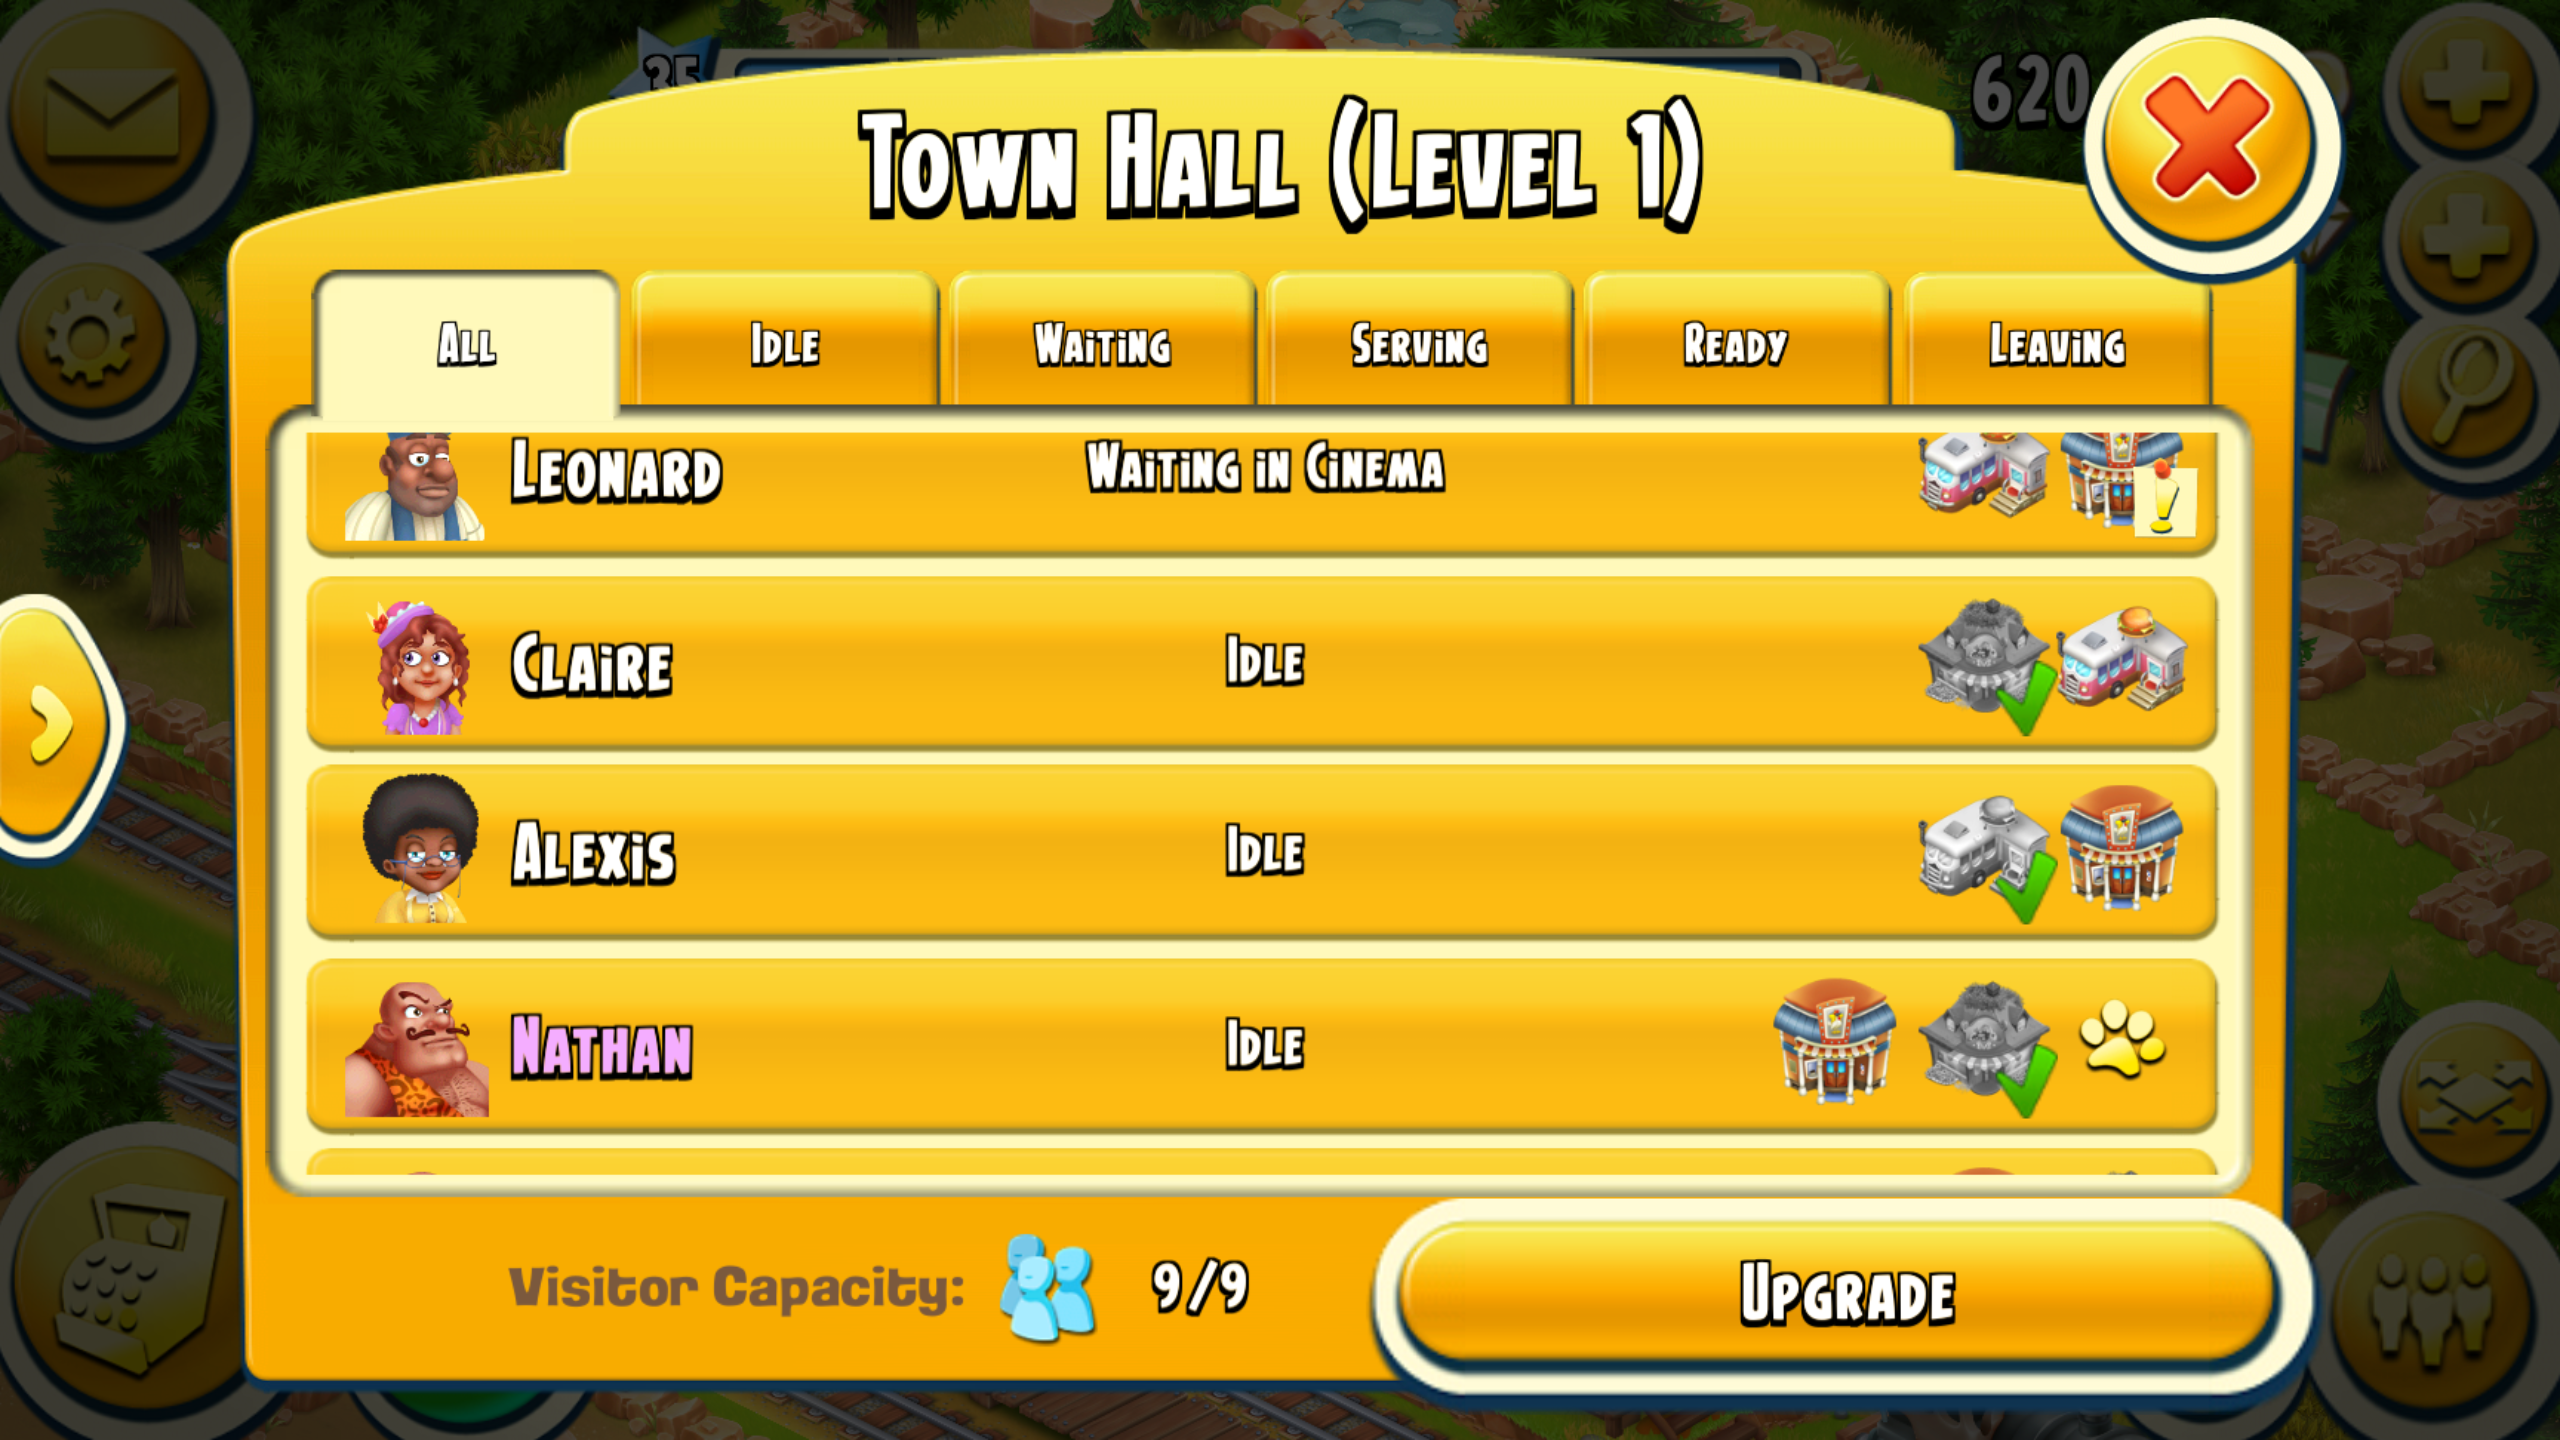 35
620
Town Hall (Level 1)
All
Idle
Waiting
Serving
Ready
Leaving
Leonard
Waiting in Cinema
Claire
Idle
Alexis
Idle
Nathan
Idle
Visitor Capacity:
9/9
Upgrade